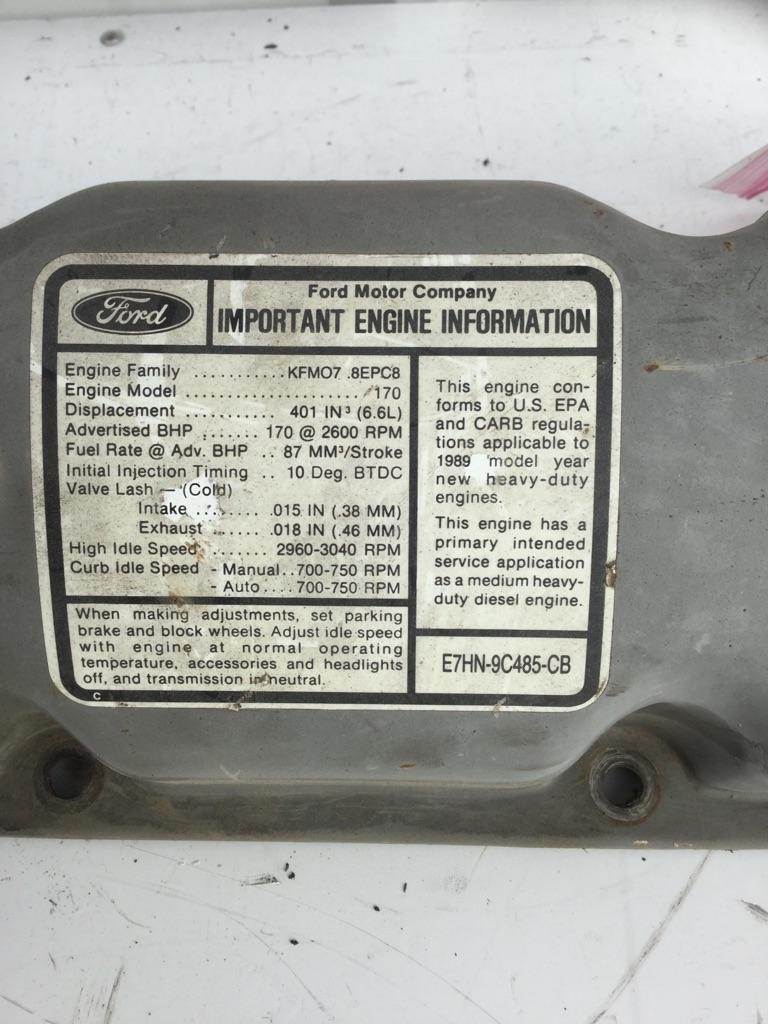 Ford
Ford Motor Company
IMPORTANT ENGINE INFORMATION
Engine Family ........... KFMO7 .8EPC8
Engine Model ...................... 170
Displacement ........... 401 IN³ (6.6L)
Advertised BHP ....... 170 @ 2600 RPM
Fuel Rate @ Adv. BHP .. 87 MM³/Stroke
Initial Injection Timing .. 10 Deg. BTDC
Valve Lash — (Cold)
Intake ........ .015 IN (.38 MM)
Exhaust ...... .018 IN (.46 MM)
High Idle Speed ....... 2960-3040 RPM
Curb Idle Speed - Manual..700-750 RPM
- Auto....700-750 RPM
When making adjustments, set parking
brake and block wheels. Adjust idle speed
with engine at normal operating
temperature, accessories and headlights
off, and transmission in neutral.
C
This engine con-
forms to U.S. EPA
and CARB regula-
tions applicable to
1989 model year
new heavy-duty
engines.
This engine has a
primary intended
service application
as a medium heavy-
duty diesel engine.
E7HN-9C485-CB